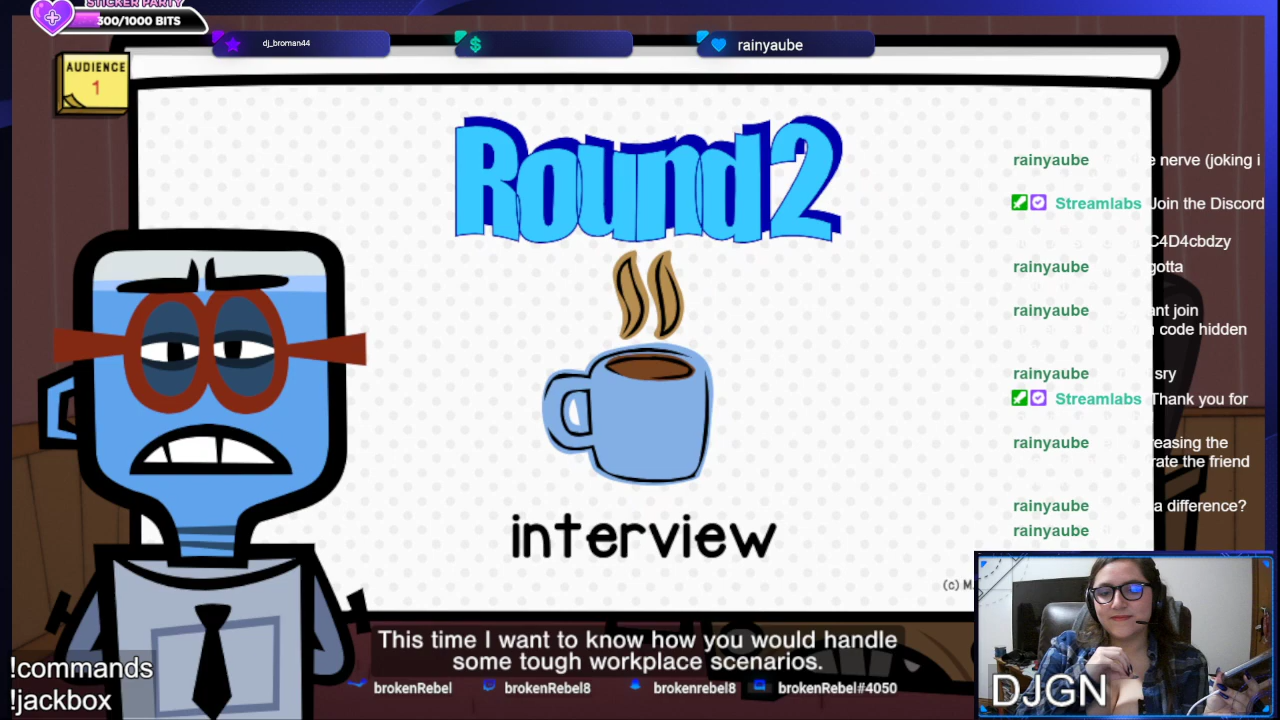 STICKER PARTY
300/1000 BITS
dj_broman44
$
rainyaube
AUDIENCE
1
Round 2
interview
rainyaube e nerve (joking i
Streamlabs Join the Discord
C4D4cbdzy
rainyaube gotta
rainyaube ant join
code hidden
rainyaube sry
Streamlabs Thank you for
rainyaube reasing the
rate the friend
rainyaube a difference?
rainyaube
(c) M
This time I want to know how you would handle
some tough workplace scenarios.
!commands
!jackbox
brokenRebel brokenRebel8 brokenrebel8 brokenRebel#4050
DJGN